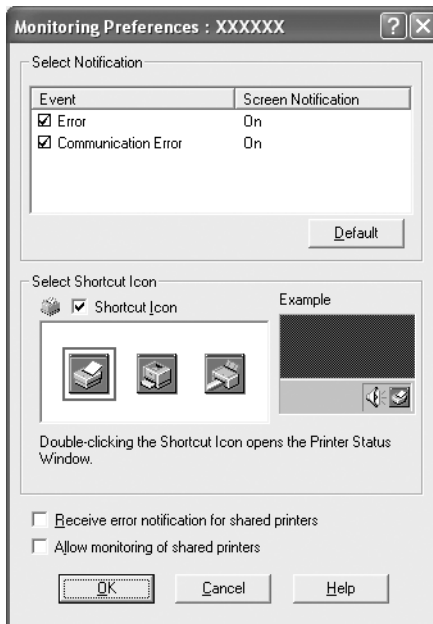 Monitoring Preferences : XXXXXX
Select Notification
Event Screen Notification
Error On
Communication Error On
Default
Select Shortcut Icon
Shortcut Icon
Example
Double-clicking the Shortcut Icon opens the Printer Status
Window.
Receive error notification for shared printers
Allow monitoring of shared printers
OK Cancel Help